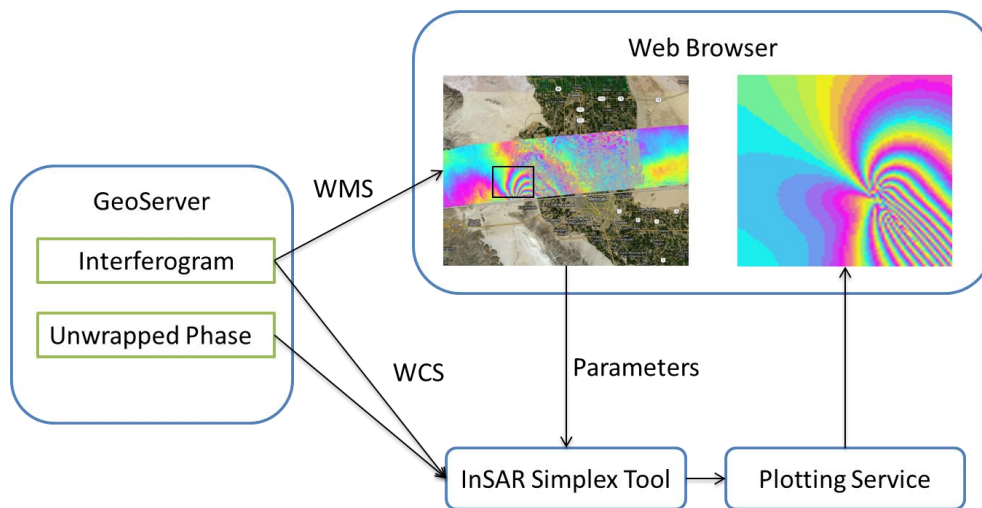 Web Browser
GeoServer
Interferogram
Unwrapped Phase
WMS
WCS
Parameters
InSAR Simplex Tool
Plotting Service